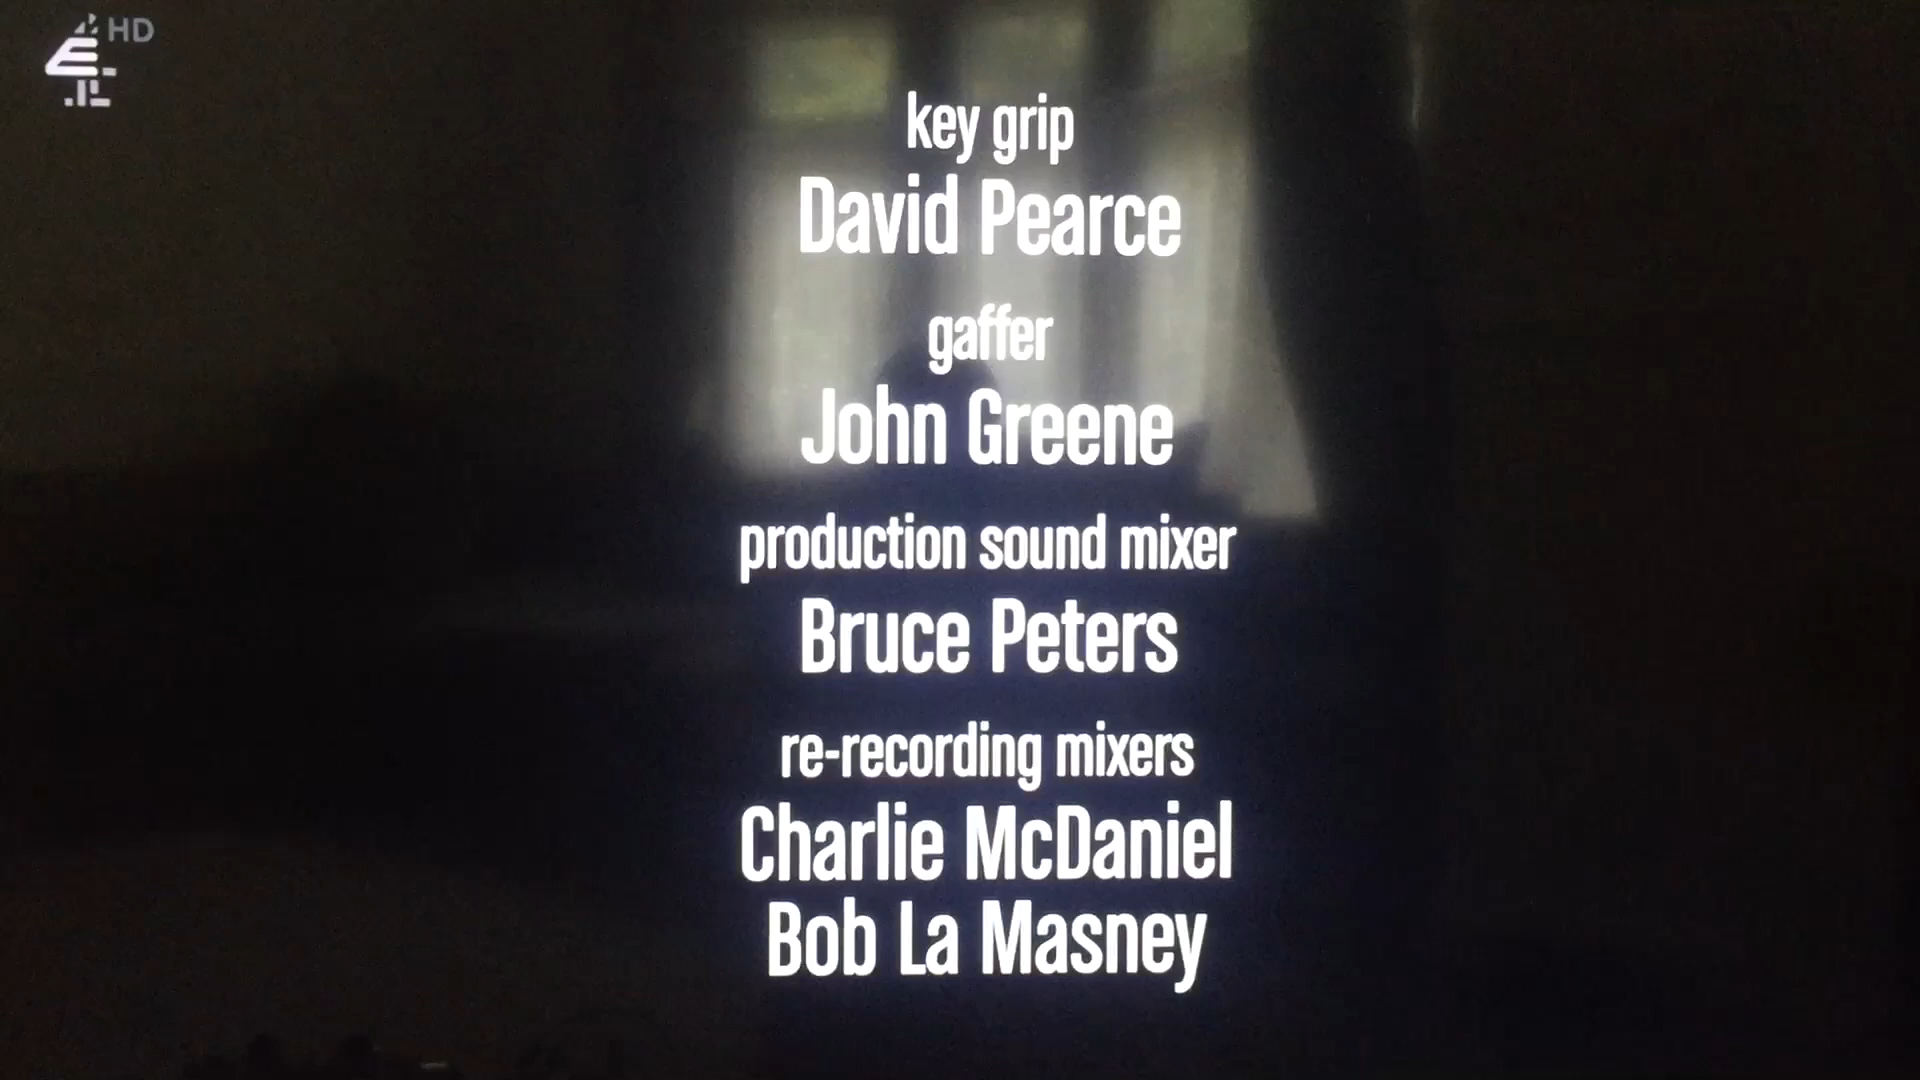 HD
key grip
David Pearce
gaffer
John Greene
production sound mixer
Bruce Peters
re-recording mixers
Charlie McDaniel
Bob La Masney